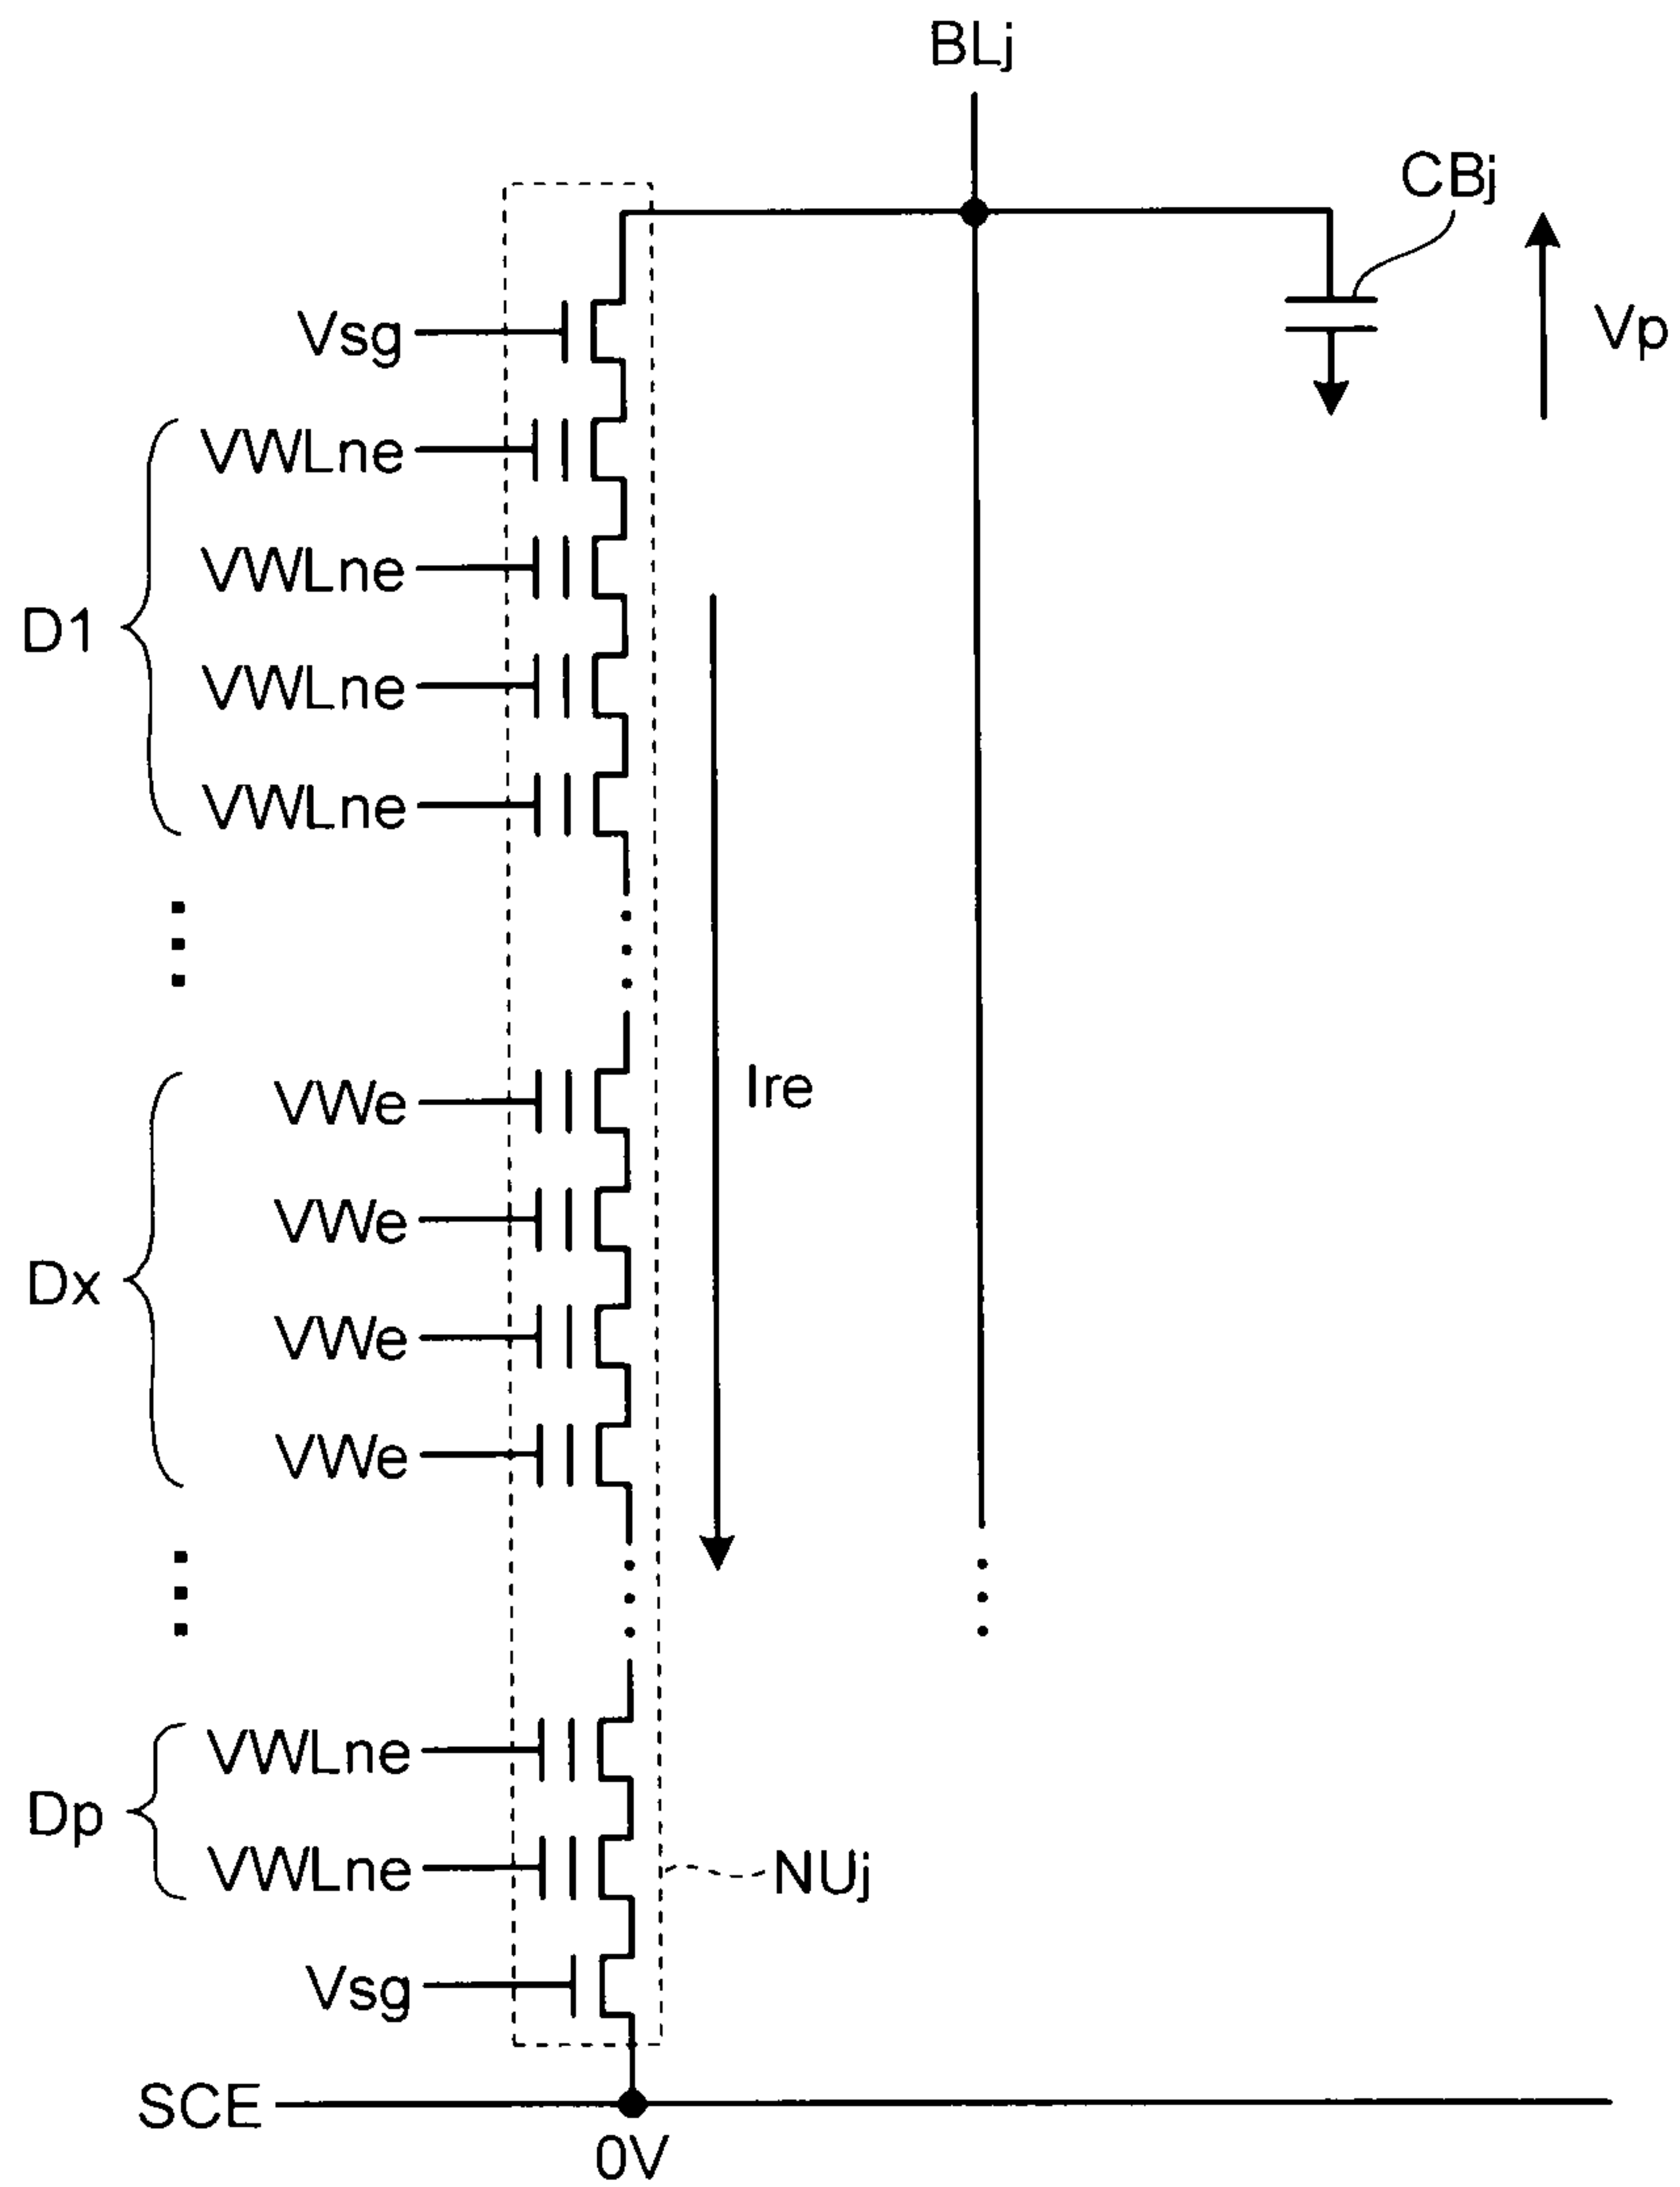 BLj
CBj
Vsg
Vp
VWLne
VWLne
D1
VWLne
VWLne
VWe
Ire
VWe
Dx
VWe
VWe
VWLne
Dp
VWLne
NUj
Vsg
SCE
0V